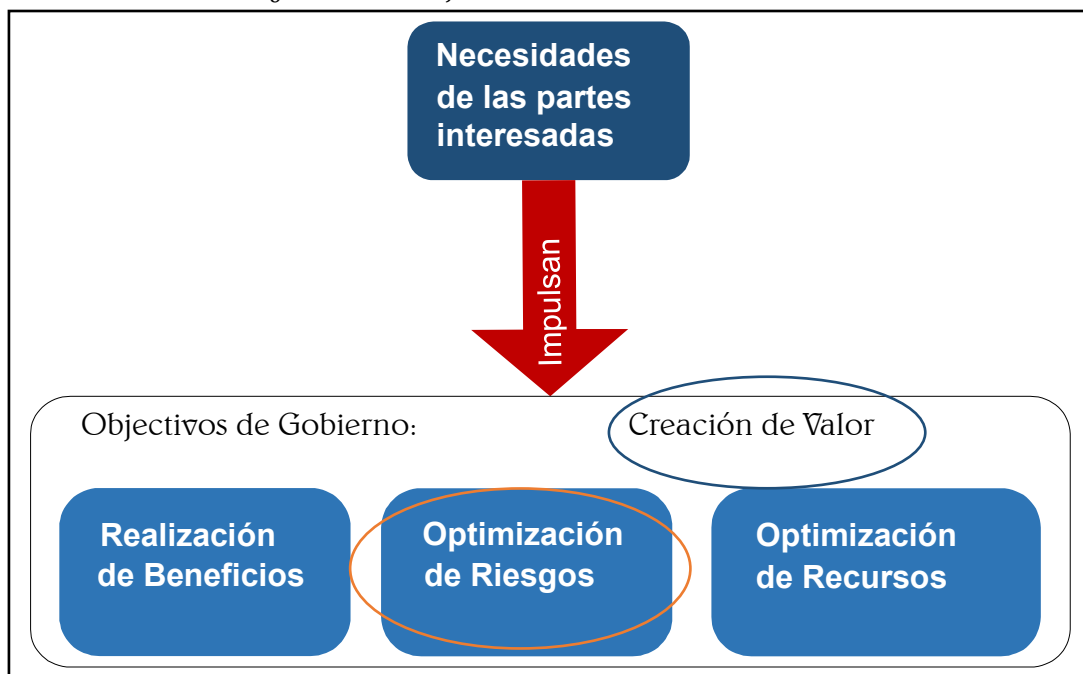 Necesidades
de las partes
interesadas
Impulsan
Objectivos de Gobierno:
Creación de Valor
Realización
de Beneficios
Optimización
de Riesgos
Optimización
de Recursos